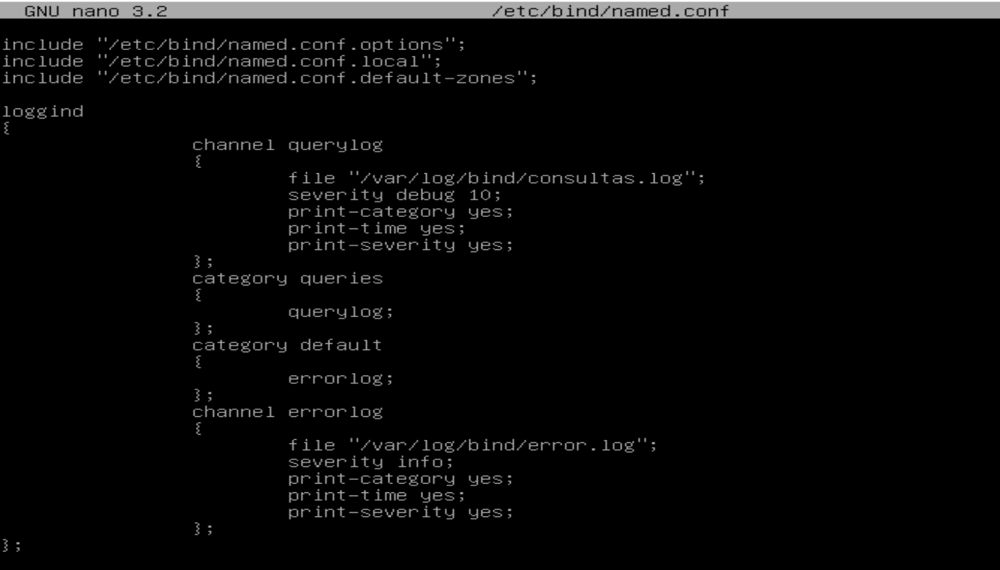 GNU nano 3.2 /etc/bind/named.conf
include "/etc/bind/named.conf.options";
include "/etc/bind/named.conf.local";
include "/etc/bind/named.conf.default-zones";
loggind
{
channel querylog
{
file "/var/log/bind/consultas.log";
severity debug 10;
print-category yes;
print-time yes;
print-severity yes;
};
category queries
{
querylog;
};
category default
{
errorlog;
};
channel errorlog
{
file "/var/log/bind/error.log";
severity info;
print-category yes;
print-time yes;
print-severity yes;
};
};